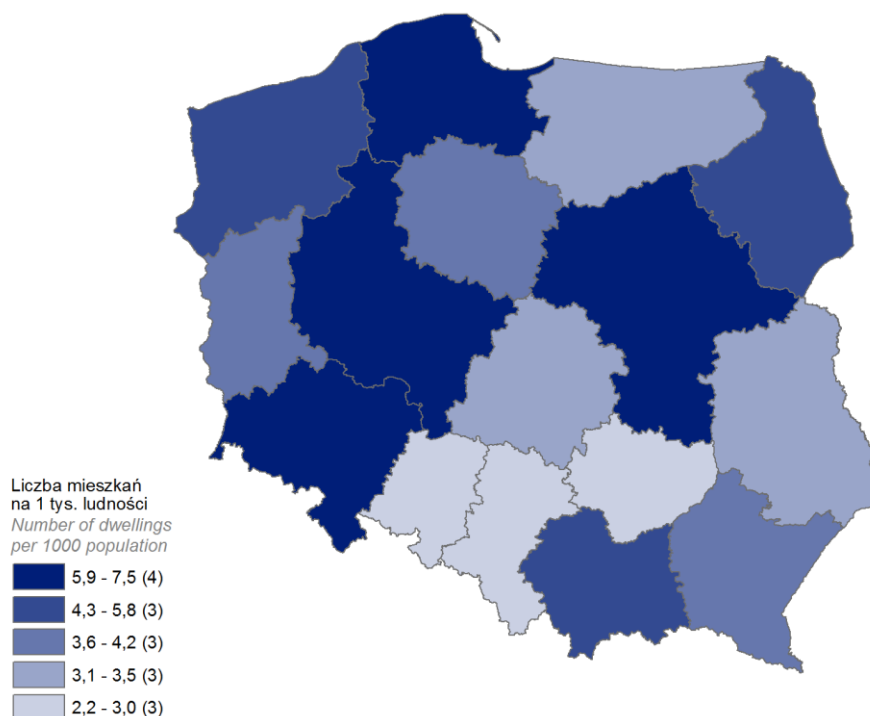 Liczba mieszkań
na 1 tys. ludności
Number of dwellings
per 1000 population
5,9 - 7,5 (4)
4,3 - 5,8 (3)
3,6 - 4,2 (3)
3,1 - 3,5 (3)
2,2 - 3,0 (3)